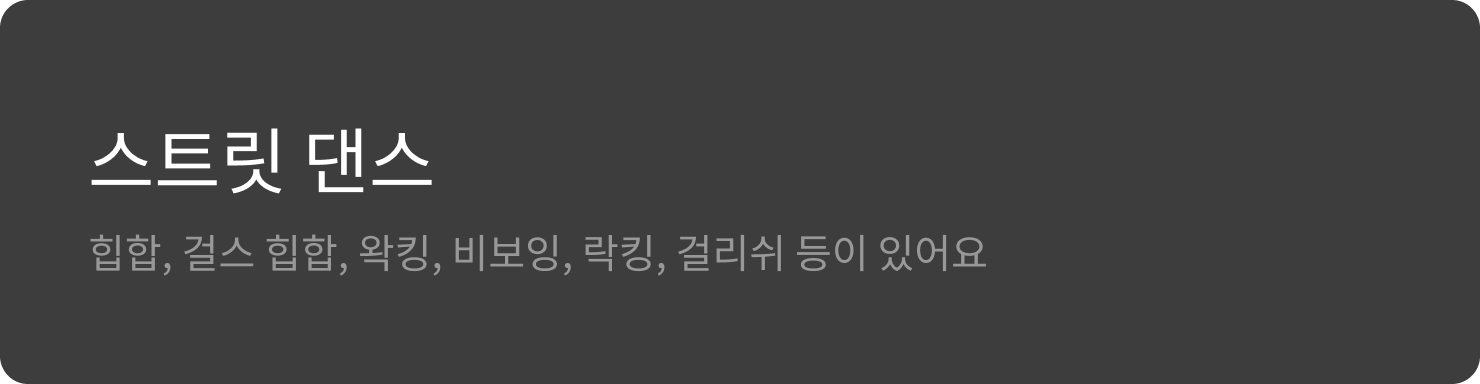 스트릿 댄스
힙합, 걸스 힙합, 왁킹, 비보잉, 락킹, 걸리쉬 등이 있어요